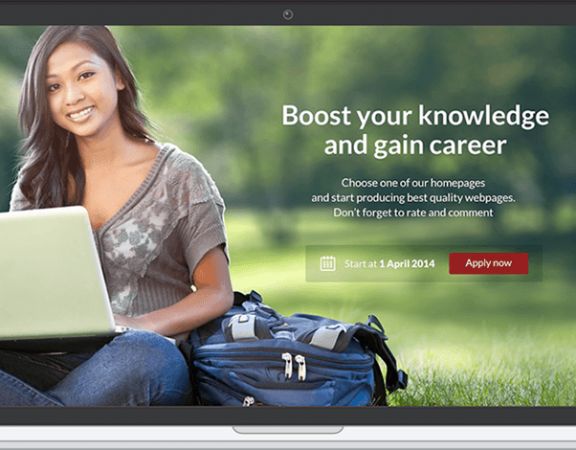 Boost your knowledge
and gain career
Choose one of our homepages
and start producing best quality webpages.
Don't forget to rate and comment
Start at 1 April 2014
Apply now